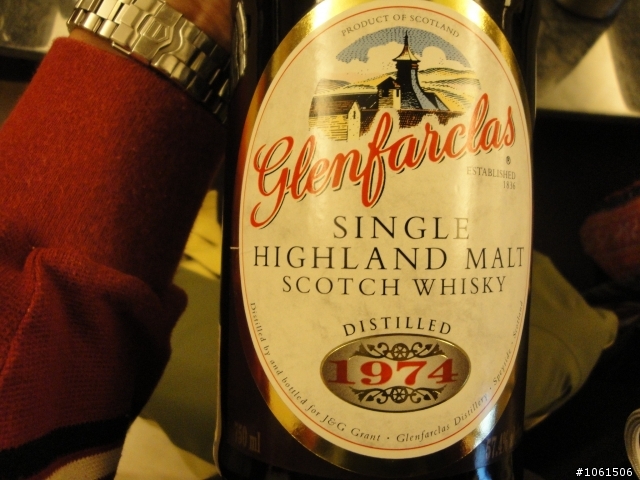 PRODUCT OF SCOTLAND
Glenfarclas®
ESTABLISHED
1836
SINGLE
HIGHLAND MALT
SCOTCH WHISKY
DISTILLED
1974
Distilled by and bottled for J&G Grant · Glenfarclas Distillery
ml
#1061506